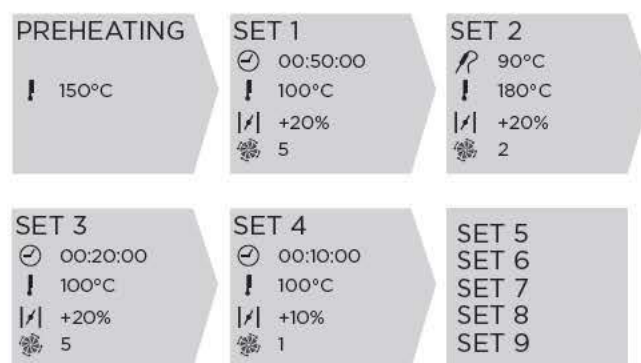 PREHEATING
150°C
SET 1
00:50:00
100°C
+20%
5
SET 2
90°C
180°C
+20%
2
SET 3
00:20:00
100°C
+20%
5
SET 4
00:10:00
100°C
+10%
1
SET 5
SET 6
SET 7
SET 8
SET 9